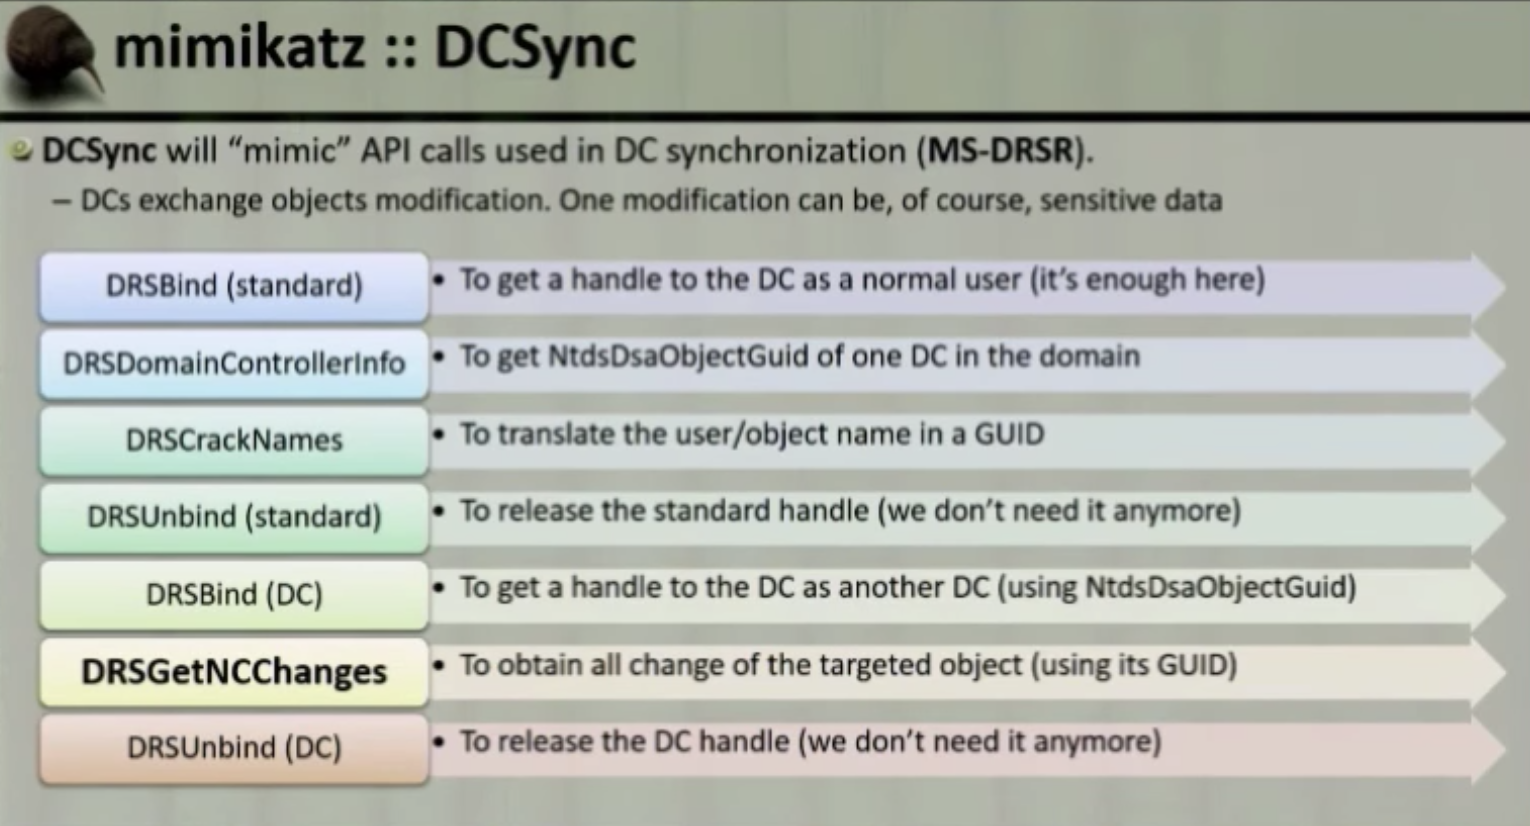 mimikatz :: DCSync
DCSync will “mimic” API calls used in DC synchronization (MS-DRSR).
– DCs exchange objects modification. One modification can be, of course, sensitive data
DRSBind (standard) • To get a handle to the DC as a normal user (it’s enough here)
DRSDomainControllerInfo • To get NtdsDsaObjectGuid of one DC in the domain
DRSCrackNames • To translate the user/object name in a GUID
DRSUnbind (standard) • To release the standard handle (we don’t need it anymore)
DRSBind (DC) • To get a handle to the DC as another DC (using NtdsDsaObjectGuid)
DRSGetNCChanges • To obtain all change of the targeted object (using its GUID)
DRSUnbind (DC) • To release the DC handle (we don’t need it anymore)